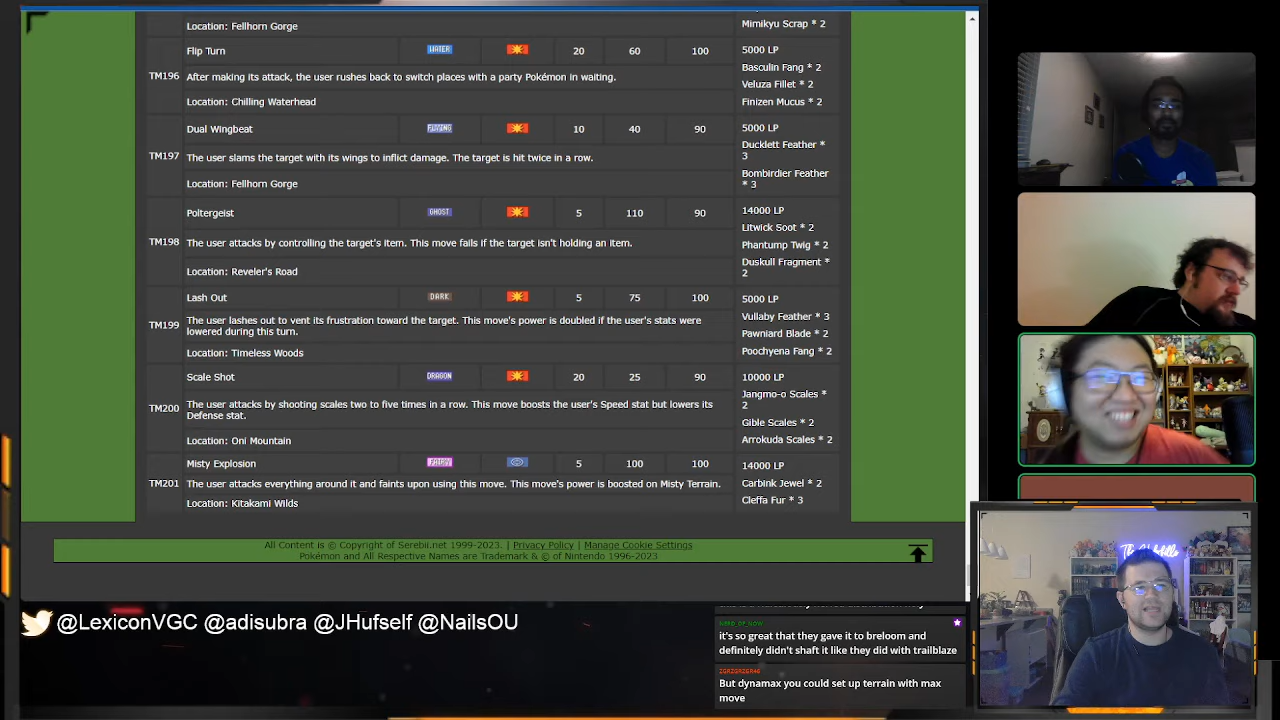 Location: Fellhorn Gorge
Mimikyu Scrap * 2
TM196
Flip Turn WATER 20 60 100
After making its attack, the user rushes back to switch places with a party Pokémon in waiting.
Location: Chilling Waterhead
5000 LP
Basculin Fang * 2
Veluza Fillet * 2
Finizen Mucus * 2
TM197
Dual Wingbeat FLYING 10 40 90
The user slams the target with its wings to inflict damage. The target is hit twice in a row.
Location: Fellhorn Gorge
5000 LP
Ducklett Feather *
3
Bombirdier Feather
* 3
TM198
Poltergeist GHOST 5 110 90
The user attacks by controlling the target's item. This move fails if the target isn't holding an item.
Location: Reveler's Road
14000 LP
Litwick Soot * 2
Phantump Twig * 2
Duskull Fragment *
2
TM199
Lash Out DARK 5 75 100
The user lashes out to vent its frustration toward the target. This move's power is doubled if the user's stats were
lowered during this turn.
Location: Timeless Woods
5000 LP
Vullaby Feather * 3
Pawniard Blade * 2
Poochyena Fang * 2
TM200
Scale Shot DRAGON 20 25 90
The user attacks by shooting scales two to five times in a row. This move boosts the user's Speed stat but lowers its
Defense stat.
Location: Oni Mountain
10000 LP
Jangmo-o Scales *
2
Gible Scales * 2
Arrokuda Scales * 2
TM201
Misty Explosion FAIRY 5 100 100
The user attacks everything around it and faints upon using this move. This move's power is boosted on Misty Terrain.
Location: Kitakami Wilds
14000 LP
Carbink Jewel * 2
Cleffa Fur * 3
All Content is © Copyright of Serebii.net 1999-2023. | Privacy Policy | Manage Cookie Settings
Pokémon and All Respective Names are Trademark & © of Nintendo 1996-2023
@LexiconVGC @adisubra @JHufself @NailsOU
NERD_OF_NOW
it's so great that they gave it to breloom and
definitely didn't shaft it like they did with trailblaze
But dynamax you could set up terrain with max
move